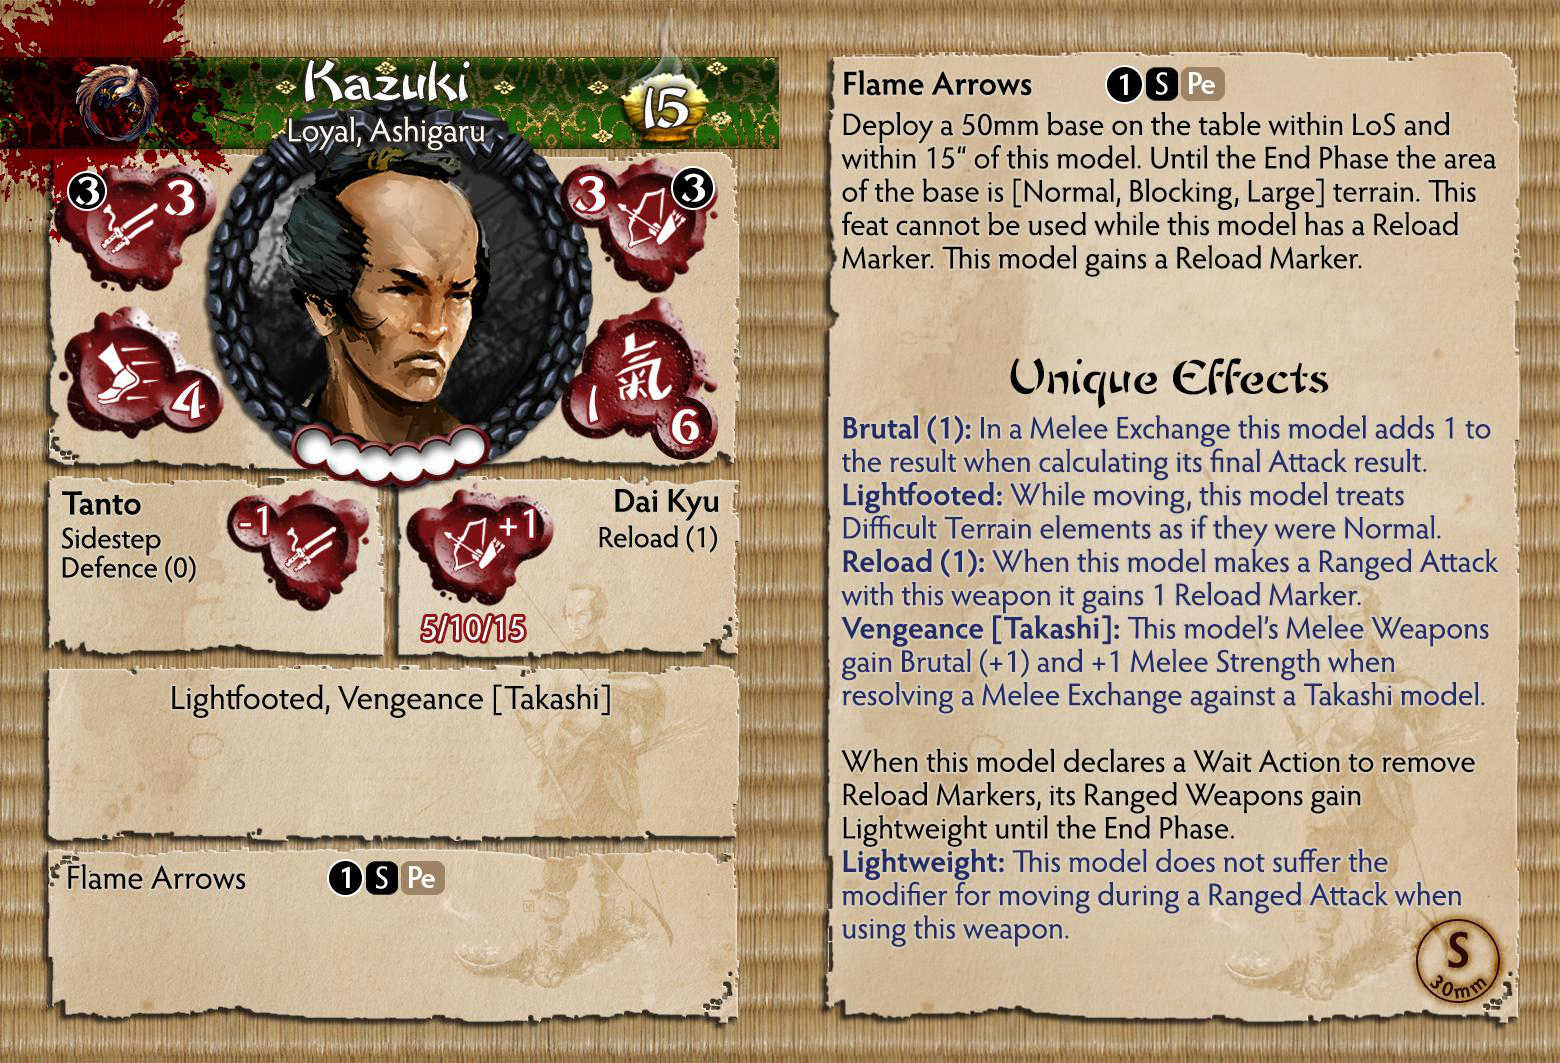 Kazuki
15
Loyal, Ashigaru
3 3
3 3
4
氣
1
6
Tanto
Sidestep
Defence (0)
-1
+1
Dai Kyu
Reload (1)
5/10/15
Lightfooted, Vengeance [Takashi]
Flame Arrows 1 S Pe
Flame Arrows 1 S Pe
Deploy a 50mm base on the table within LoS and
within 15“ of this model. Until the End Phase the area
of the base is [Normal, Blocking, Large] terrain. This
feat cannot be used while this model has a Reload
Marker. This model gains a Reload Marker.
Unique Effects
Brutal (1): In a Melee Exchange this model adds 1 to
the result when calculating its final Attack result.
Lightfooted: While moving, this model treats
Difficult Terrain elements as if they were Normal.
Reload (1): When this model makes a Ranged Attack
with this weapon it gains 1 Reload Marker.
Vengeance [Takashi]: This model’s Melee Weapons
gain Brutal (+1) and +1 Melee Strength when
resolving a Melee Exchange against a Takashi model.
When this model declares a Wait Action to remove
Reload Markers, its Ranged Weapons gain
Lightweight until the End Phase.
Lightweight: This model does not suffer the
modifier for moving during a Ranged Attack when
using this weapon.
S
30mm